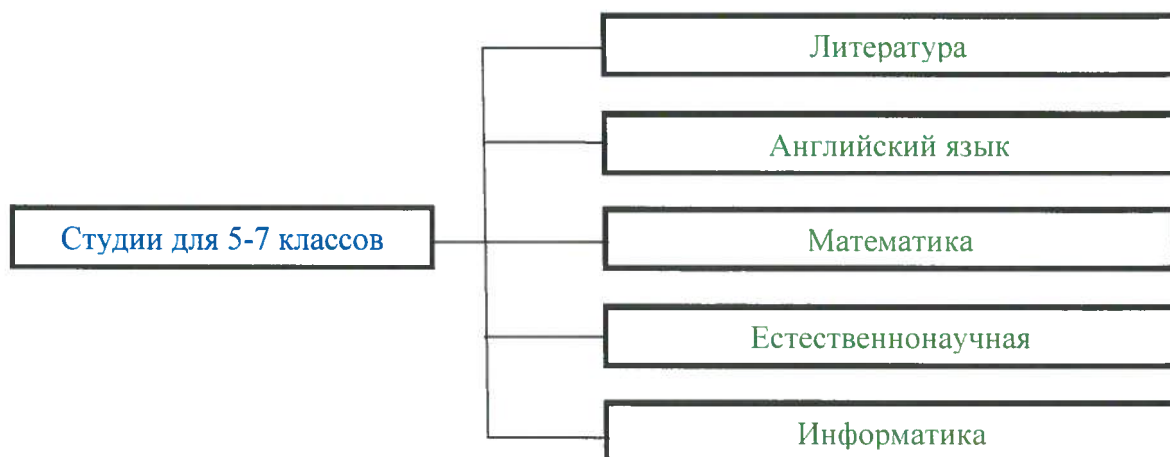 Литература
Английский язык
Студии для 5-7 классов
Математика
Естественнонаучная
Информатика